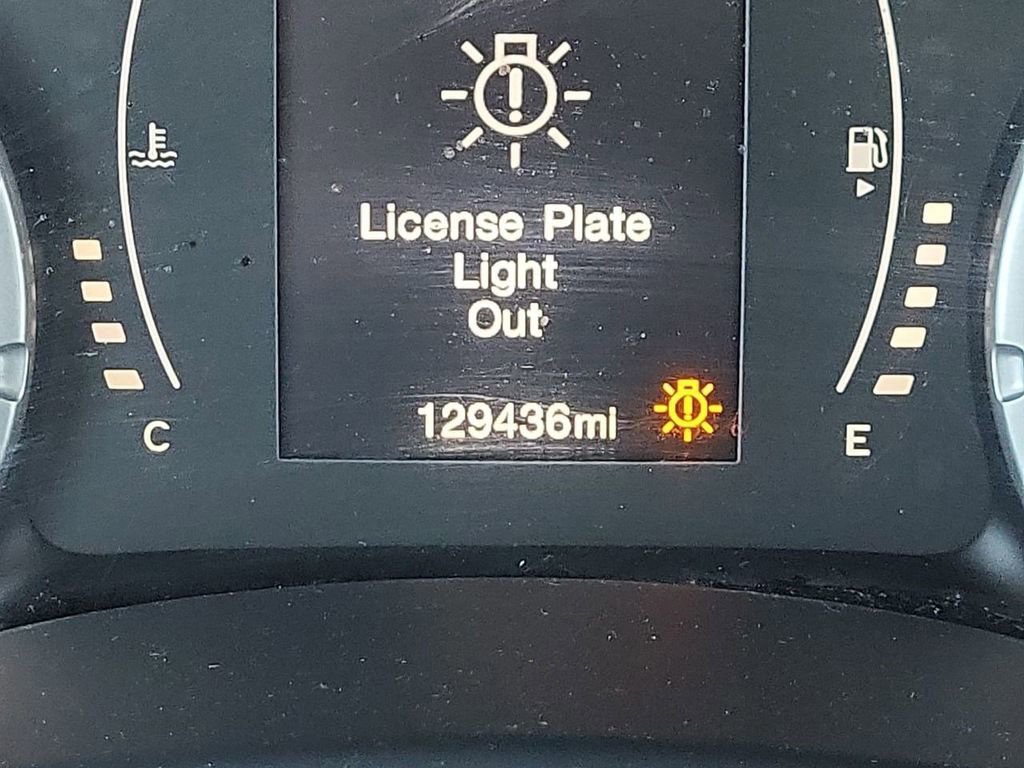 License Plate
Light
Out
129436mi
C
E